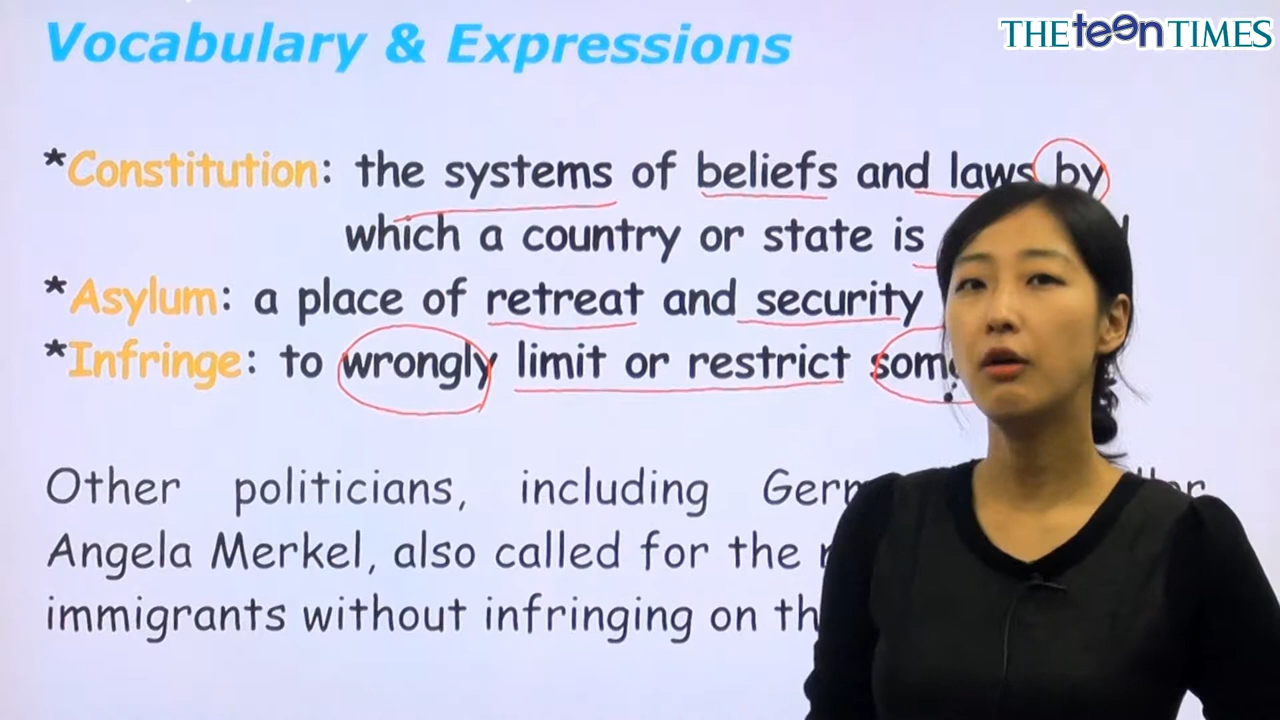 Vocabulary & Expressions
THE teen TIMES
*Constitution: the systems of beliefs and laws by
which a country or state is
*Asylum: a place of retreat and security
*Infringe: to wrongly limit or restrict
Other politicians, including
Angela Merkel, also called for the
immigrants without infringing on